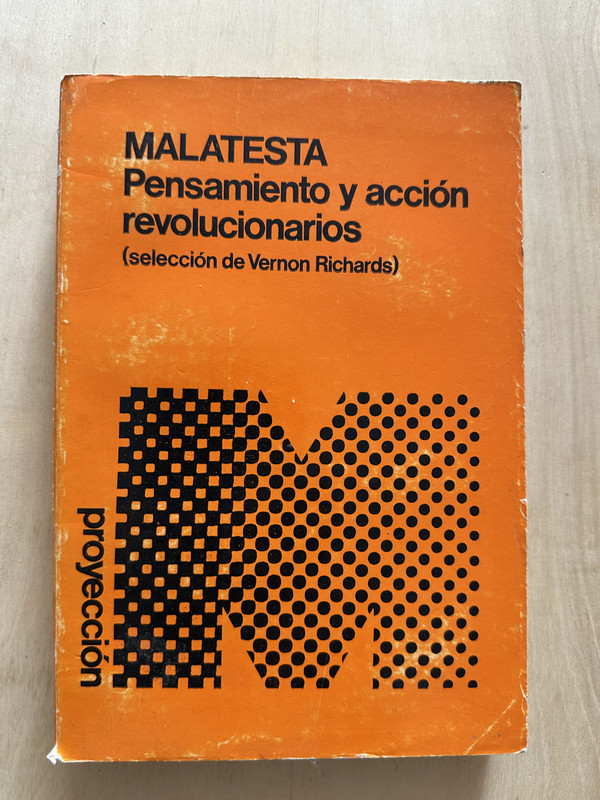 MALATESTA
Pensamiento y acción
revolucionarios
(selección de Vernon Richards)
proyección